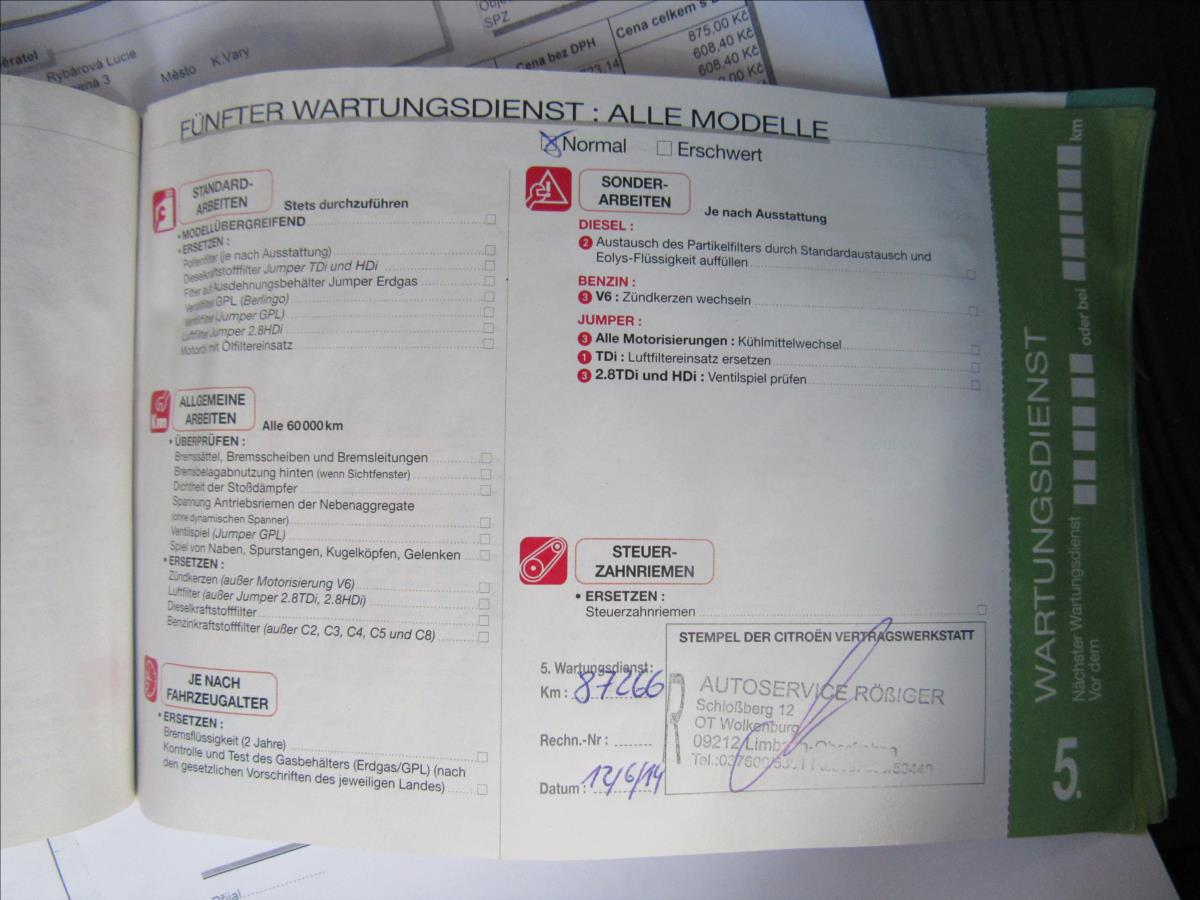 Rybárová Lucie
Město K.Vary
SPZ
Cena bez DPH
Cena celkem s
875.00 Kč
608.40 Kč
608.40 Kč
FÜNFTER WARTUNGSDIENST : ALLE MODELLE
Normal Erschwert
STANDARD-
ARBEITEN
Stets durchzuführen
• MODELLÜBERGREIFEND
• ERSETZEN :
Pollenfilter (je nach Ausstattung)
Dieselkraftstofffilter Jumper TDi und HDi
Filter auf Ausdehnungsbehälter Jumper Erdgas
Ventilfilter GPL (Berlingo)
Ventilfilter (Jumper GPL)
Luftfilter Jumper 2.8HDi
Motoröl mit Ölfiltereinsatz
ALLGEMEINE
ARBEITEN
Alle 60 000 km
• ÜBERPRÜFEN :
Bremssättel, Bremsscheiben und Bremsleitungen
Bremsbelagabnutzung hinten (wenn Sichtfenster)
Dichtheit der Stoßdämpfer
Spannung Antriebsriemen der Nebenaggregate
(ohne dynamischen Spanner)
Ventilspiel (Jumper GPL)
Spiel von Naben, Spurstangen, Kugelköpfen, Gelenken
• ERSETZEN :
Zündkerzen (außer Motorisierung V6)
Luftfilter (außer Jumper 2.8TDi, 2.8HDi)
Dieselkraftstofffilter
Benzinkraftstofffilter (außer C2, C3, C4, C5 und C8)
JE NACH
FAHRZEUGALTER
• ERSETZEN :
Bremsflüssigkeit (2 Jahre)
Kontrolle und Test des Gasbehälters (Erdgas/GPL) (nach
den gesetzlichen Vorschriften des jeweiligen Landes)
SONDER-
ARBEITEN
Je nach Ausstattung
DIESEL :
2 Austausch des Partikelfilters durch Standardaustausch und
Eolys-Flüssigkeit auffüllen
BENZIN :
3 V6 : Zündkerzen wechseln
JUMPER :
3 Alle Motorisierungen : Kühlmittelwechsel
1 TDi : Luftfiltereinsatz ersetzen
3 2.8TDi und HDi : Ventilspiel prüfen
STEUER-
ZAHNRIEMEN
• ERSETZEN :
Steuerzahnriemen
STEMPEL DER CITROËN VERTRAGSWERKSTATT
5. Wartungsdienst:
Km : 87266
Rechn.-Nr :
Datum : 12/6/14
R
AUTOSERVICE RÖßIGER
Schloßberg 12
OT Wolkenburg
09212 Limbach-Oberfrohna
WARTUNGSDIENST
Nächster Wartungsdienst
Vor dem
oder bei
km
5